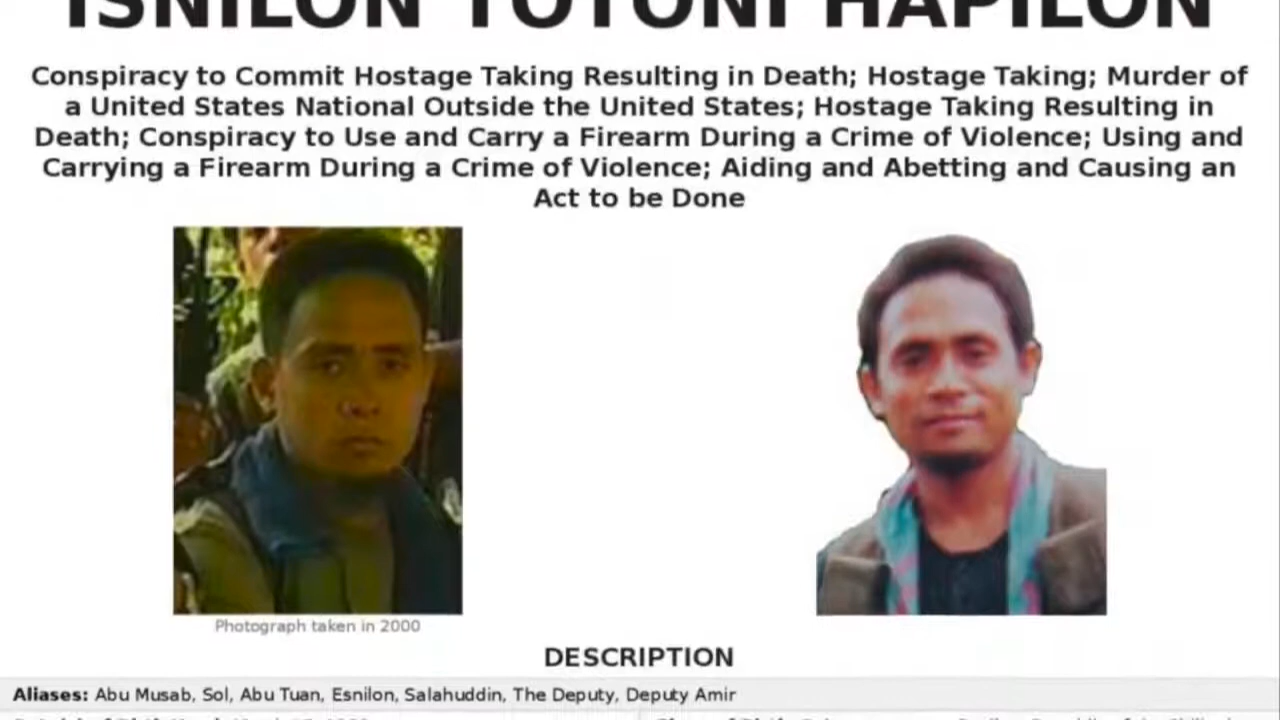 ISNILON TOTONI HAPILON
Conspiracy to Commit Hostage Taking Resulting in Death; Hostage Taking; Murder of
a United States National Outside the United States; Hostage Taking Resulting in
Death; Conspiracy to Use and Carry a Firearm During a Crime of Violence; Using and
Carrying a Firearm During a Crime of Violence; Aiding and Abetting and Causing an
Act to be Done
Photograph taken in 2000
DESCRIPTION
Aliases: Abu Musab, Sol, Abu Tuan, Esnilon, Salahuddin, The Deputy, Deputy Amir